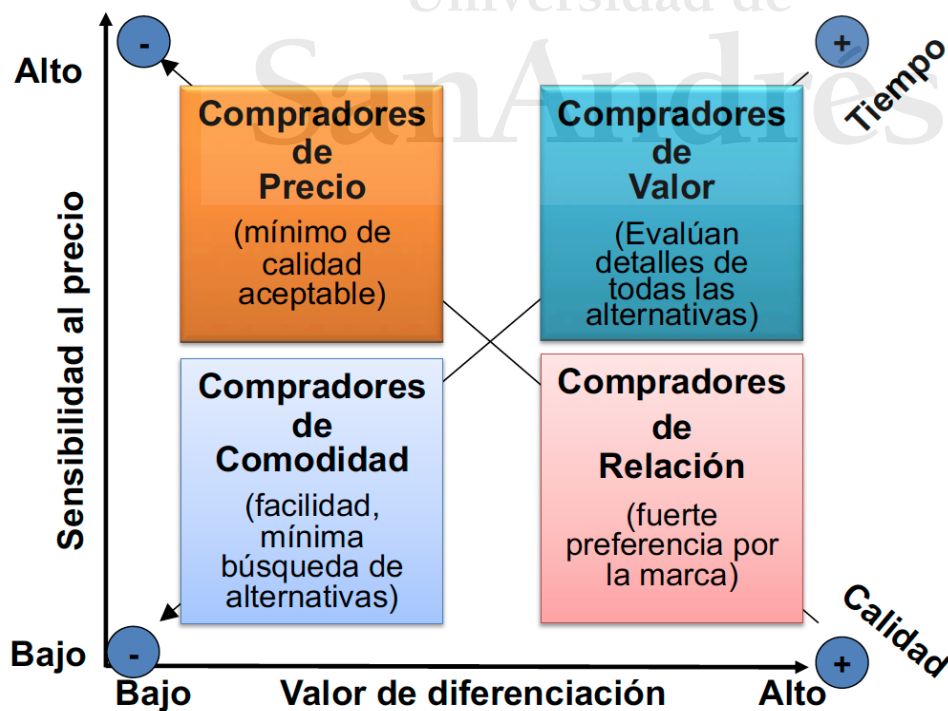 Universidad de
SanAndrés
-
+
Alto
Tiempo
Sensibilidad al precio
Compradores
de
Precio
(mínimo de
calidad
aceptable)
Compradores
de
Valor
(Evalúan
detalles de
todas las
alternativas)
Compradores
de
Comodidad
(facilidad,
mínima
búsqueda de
alternativas)
Compradores
de
Relación
(fuerte
preferencia por
la marca)
Calidad
Bajo
-
+
Bajo
Valor de diferenciación
Alto